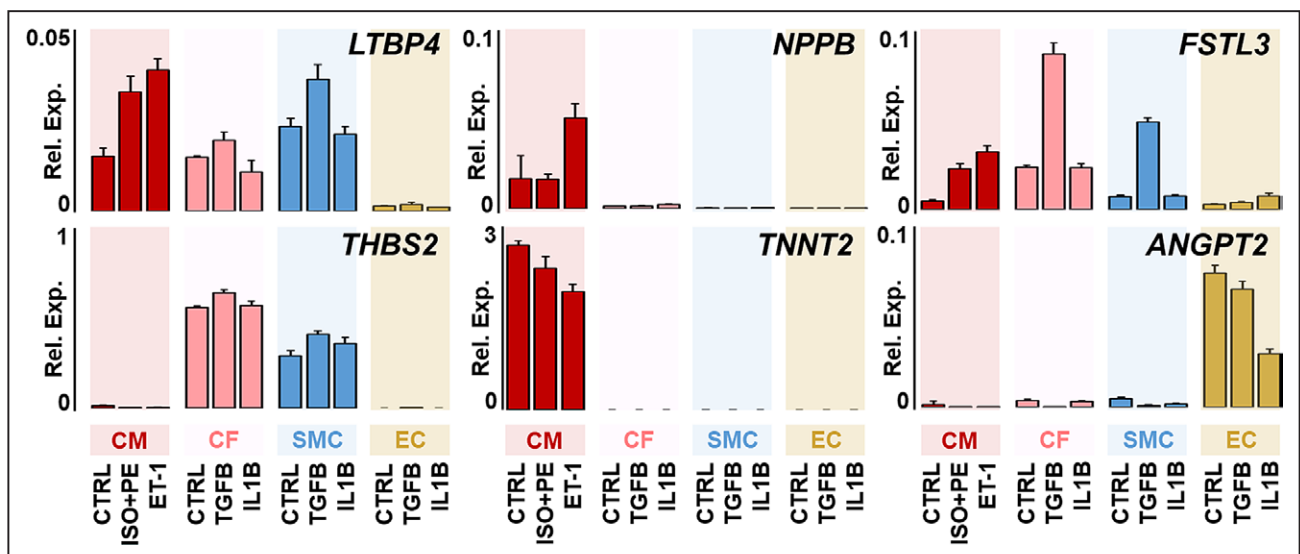 0.05
LTBP4
Rel. Exp.
0
0.1
NPPB
Rel. Exp.
0
0.1
FSTL3
Rel. Exp.
0
1
THBS2
Rel. Exp.
0
3
TNNT2
Rel. Exp.
0
0.1
ANGPT2
Rel. Exp.
0
CM CF SMC EC
CM CF SMC EC
CM CF SMC EC
CTRL
ISO+PE
ET-1
CTRL
TGFB
IL1B
CTRL
TGFB
IL1B
CTRL
TGFB
IL1B
CTRL
ISO+PE
ET-1
CTRL
TGFB
IL1B
CTRL
TGFB
IL1B
CTRL
TGFB
IL1B
CTRL
ISO+PE
ET-1
CTRL
TGFB
IL1B
CTRL
TGFB
IL1B
CTRL
TGFB
IL1B